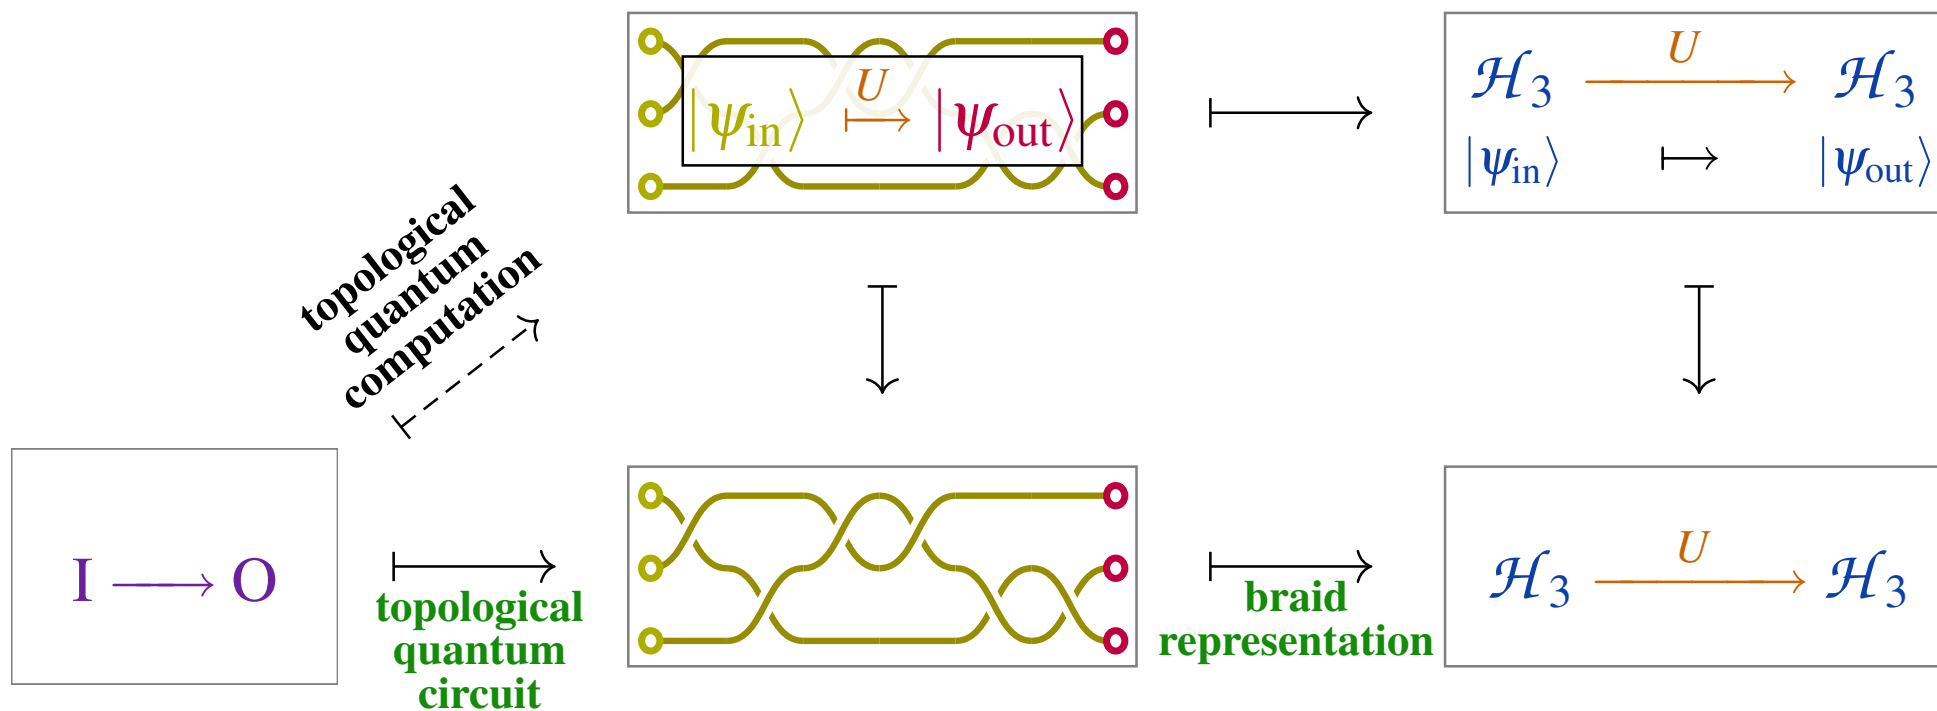 U
|ψin⟩ ↦ |ψout⟩
U
ℋ3 → ℋ3
|ψin⟩ ↦ |ψout⟩
topological
quantum
computation
I → O
topological
quantum
circuit
braid
representation
U
ℋ3 → ℋ3